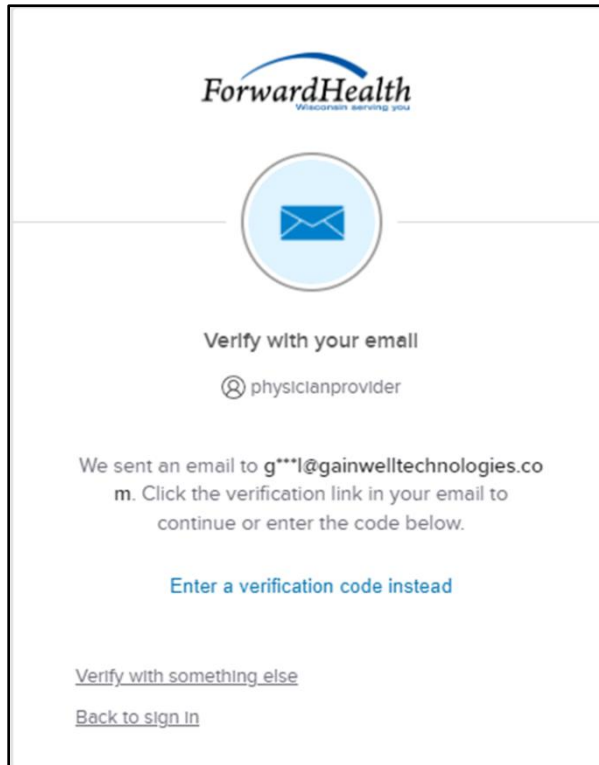 ForwardHealth
Wisconsin serving you
Verify with your email
physicianprovider
We sent an email to g***l@gainwelltechnologies.co
m. Click the verification link in your email to
continue or enter the code below.
Enter a verification code instead
Verify with something else
Back to sign in